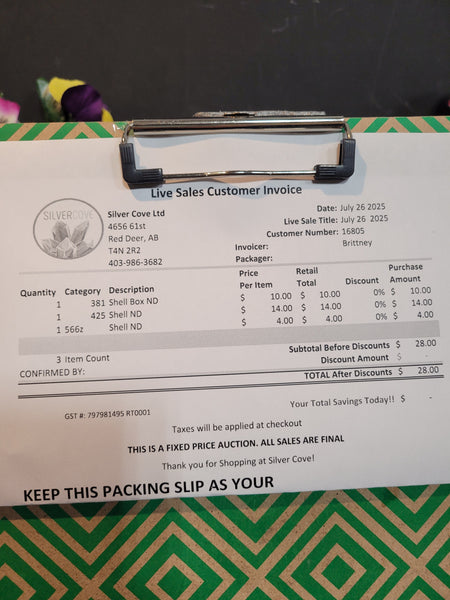 Live Sales Customer Invoice
SILVERCOVE
Silver Cove Ltd
4656 61st
Red Deer, AB
T4N 2R2
403-986-3682
Date: July 26 2025
Live Sale Title: July 26 2025
Customer Number: 16805
Invoicer: Brittney
Packager:
Quantity Category Description Price Per Item Retail Total Discount Purchase Amount
1 381 Shell Box ND $ 10.00 $ 10.00 0% $ 10.00
1 425 Shell ND $ 14.00 $ 14.00 0% $ 14.00
1 566z Shell ND $ 4.00 $ 4.00 0% $ 4.00
3 Item Count Subtotal Before Discounts $ 28.00
Discount Amount $ -
CONFIRMED BY: TOTAL After Discounts $ 28.00
GST #: 797981495 RT0001 Your Total Savings Today!! $ -
Taxes will be applied at checkout
THIS IS A FIXED PRICE AUCTION. ALL SALES ARE FINAL
Thank you for Shopping at Silver Cove!
KEEP THIS PACKING SLIP AS YOUR